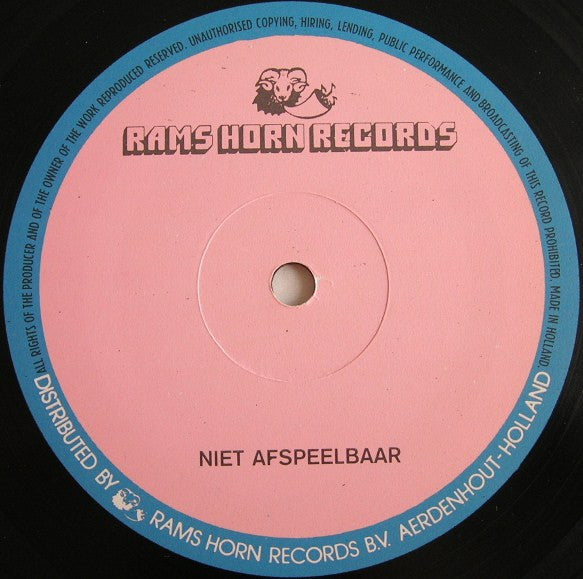 ALL RIGHTS OF THE PRODUCER AND OF THE OWNER OF THE WORK REPRODUCED RESERVED. UNAUTHORISED COPYING, HIRING, LENDING, PUBLIC PERFORMANCE AND BROADCASTING OF THIS RECORD PROHIBITED. MADE IN HOLLAND.
RAMS HORN RECORDS
NIET AFSPEELBAAR
DISTRIBUTED BY RAMS HORN RECORDS B.V. AERDENHOUT-HOLLAND